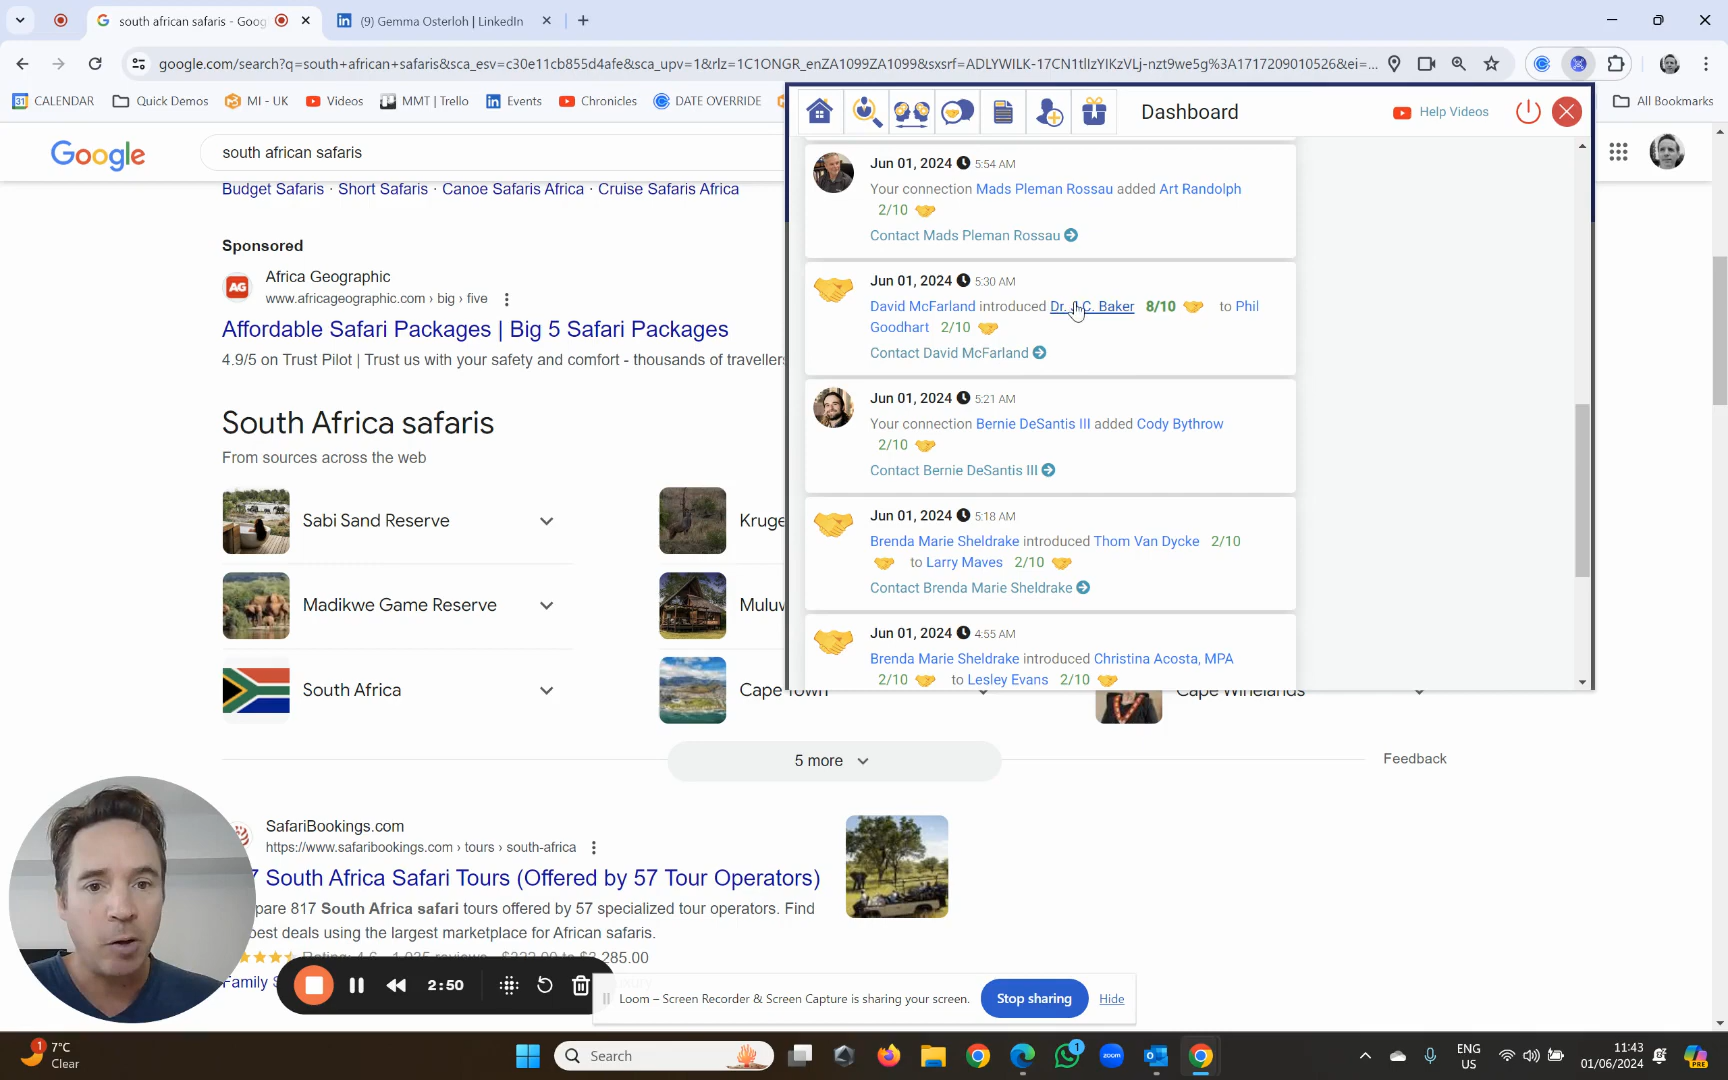 south african safaris - Goog
(9) Gemma Osterloh | LinkedIn
google.com/search?q=south+african+safaris&sca_esv=c30e11cb855d4afe&sca_upv=1&rlz=1C1ONGR_enZA1099ZA1099&sxsrf=ADLYWILK-17CN1tllzYIKzVLj-nzt9we5g%3A1717209010526&ei=...
CALENDAR
Quick Demos
MI - UK
Videos
MMT | Trello
Events
Chronicles
DATE OVERRIDE
All Bookmarks
Dashboard
Help Videos
Google
south african safaris
Budget Safaris · Short Safaris · Canoe Safaris Africa · Cruise Safaris Africa
Sponsored
AG
Africa Geographic
www.africageographic.com › big › five
Affordable Safari Packages | Big 5 Safari Packages
4.9/5 on Trust Pilot | Trust us with your safety and comfort - thousands of travellers
South Africa safaris
From sources across the web
Sabi Sand Reserve
Madikwe Game Reserve
South Africa
Cape Town
Cape Winelands
5 more
Feedback
Jun 01, 2024 5:54 AM
Your connection Mads Pleman Rossau added Art Randolph
2/10
Contact Mads Pleman Rossau
Jun 01, 2024 5:30 AM
David McFarland introduced Dr. C. Baker 8/10 to Phil
Goodhart 2/10
Contact David McFarland
Jun 01, 2024 5:21 AM
Your connection Bernie DeSantis III added Cody Bythrow
2/10
Contact Bernie DeSantis III
Jun 01, 2024 5:18 AM
Brenda Marie Sheldrake introduced Thom Van Dycke 2/10
to Larry Maves 2/10
Contact Brenda Marie Sheldrake
Jun 01, 2024 4:55 AM
Brenda Marie Sheldrake introduced Christina Acosta, MPA
2/10 to Lesley Evans 2/10
SafariBookings.com
https://www.safaribookings.com › tours › south-africa
7 South Africa Safari Tours (Offered by 57 Tour Operators)
pare 817 South Africa safari tours offered by 57 specialized tour operators. Find
best deals using the largest marketplace for African safaris.
Family S
2:50
Loom – Screen Recorder & Screen Capture is sharing your screen.
Stop sharing
Hide
1
7°C
Clear
Search
1
zoom
ENG
US
11:43
01/06/2024
PRE